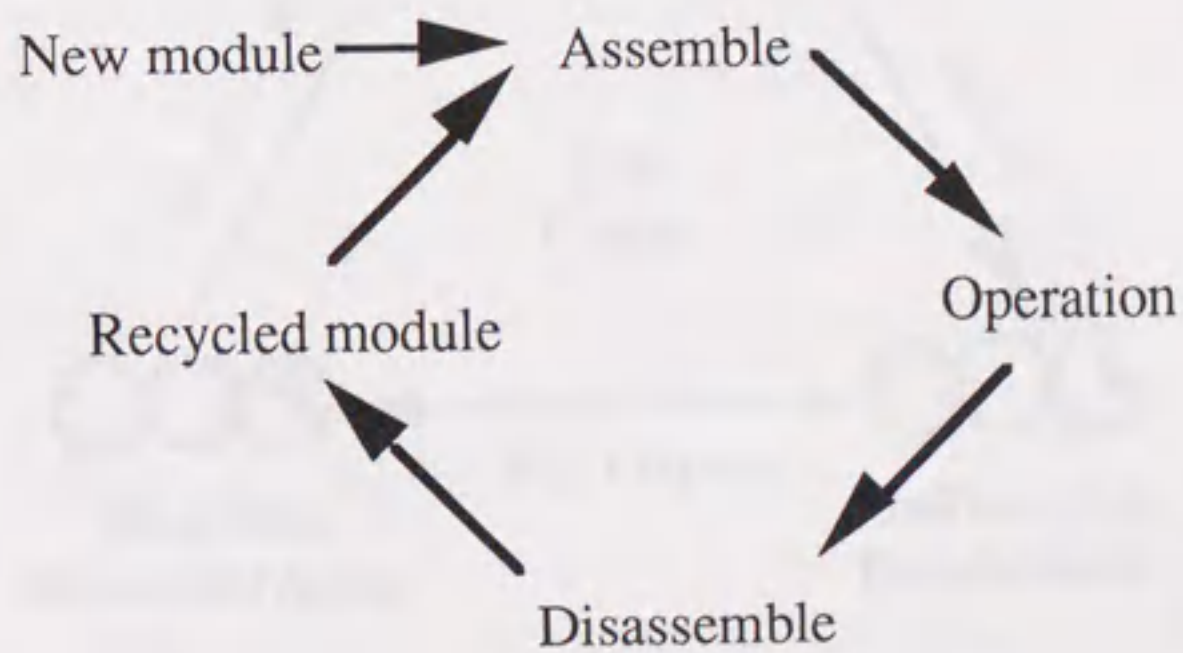 New module
Assemble
Operation
Recycled module
Disassemble